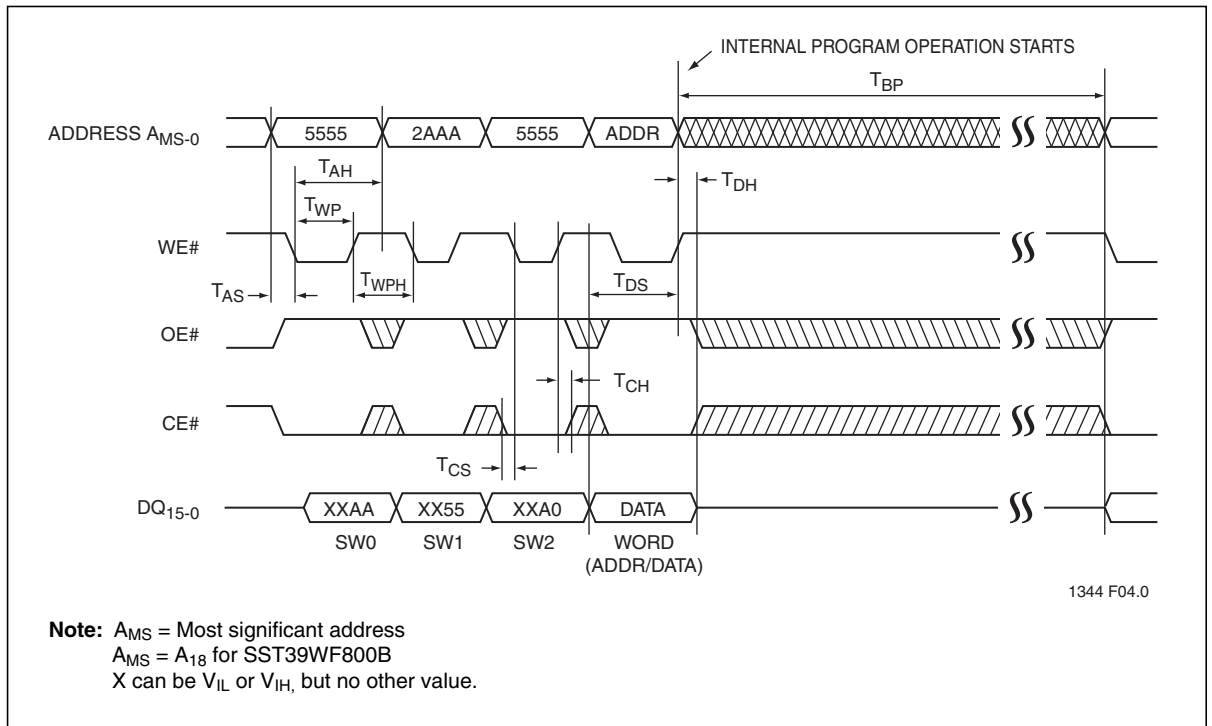 INTERNAL PROGRAM OPERATION STARTS
TBP
ADDRESS AMS-0
5555 2AAA 5555 ADDR
TAH
TDH
TWP
WE#
TAS
TWPH
TDS
OE#
TCH
CE#
TCS
DQ15-0
XXAA XX55 XXA0 DATA
SW0 SW1 SW2 WORD
(ADDR/DATA)
1344 F04.0
Note: AMS = Most significant address
AMS = A18 for SST39WF800B
X can be VIL or VIH, but no other value.